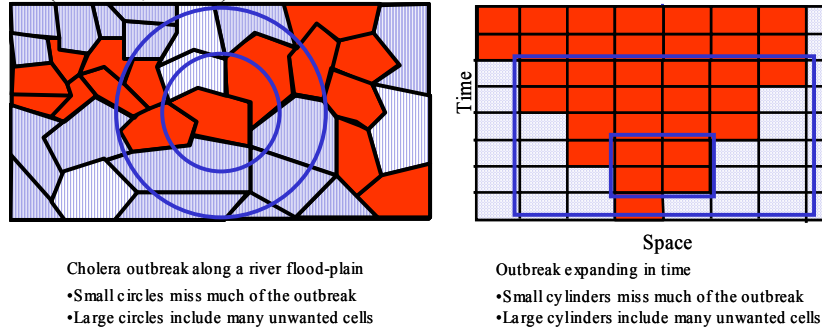 Time
Space
Cholera outbreak along a river flood-plain
•Small circles miss much of the outbreak
•Large circles include many unwanted cells
Outbreak expanding in time
•Small cylinders miss much of the outbreak
•Large cylinders include many unwanted cells